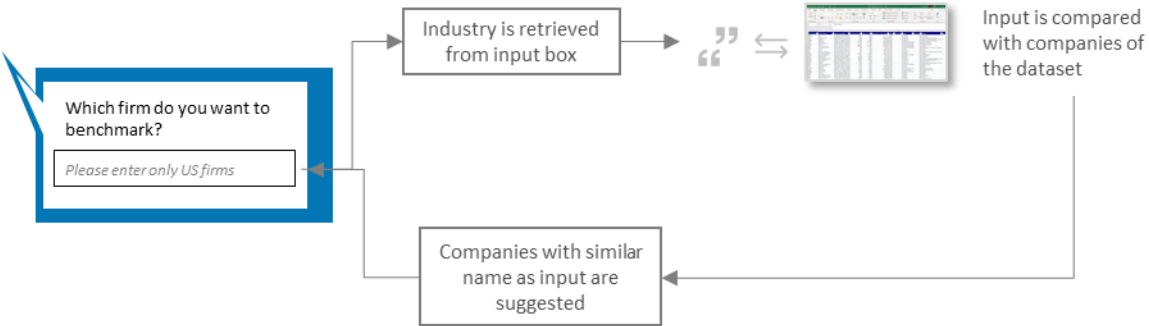 Industry is retrieved
from input box
Input is compared
with companies of
the dataset
Which firm do you want to
benchmark?
Please enter only US firms
Companies with similar
name as input are
suggested